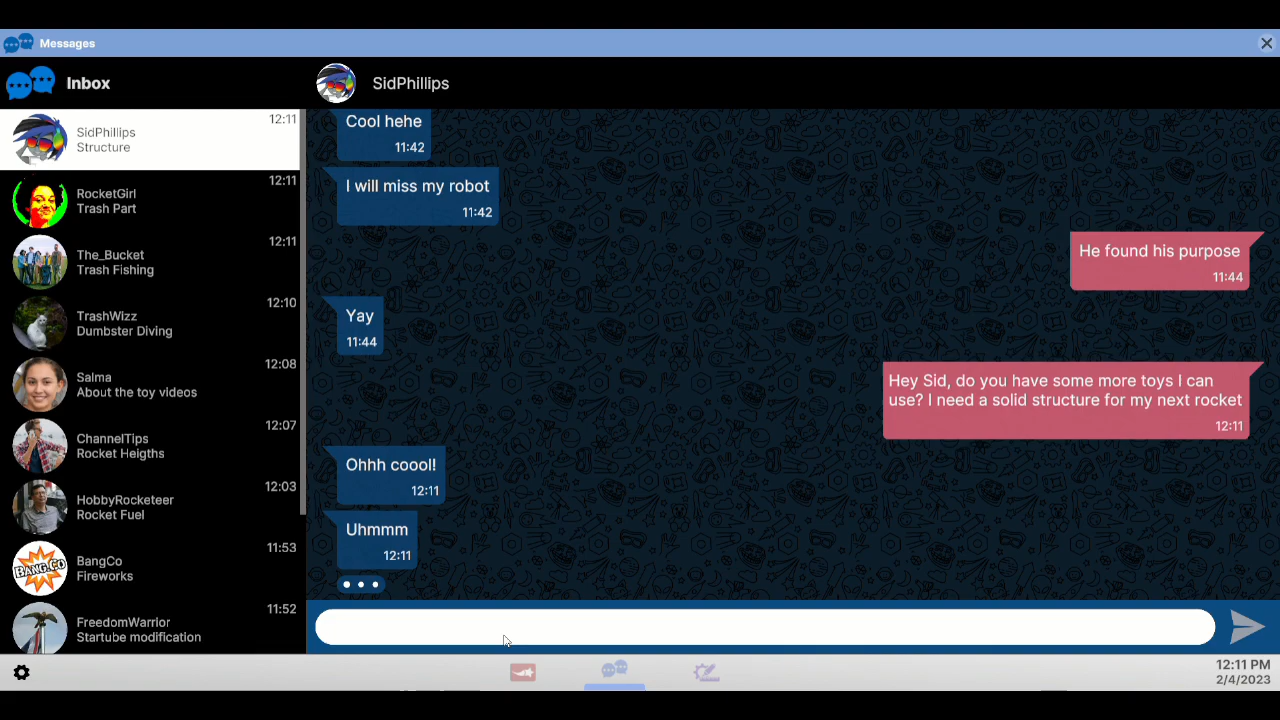 Messages
Inbox
SidPhillips
SidPhillips
Structure
12:11
RocketGirl
Trash Part
12:11
The_Bucket
Trash Fishing
12:11
TrashWizz
Dumbster Diving
12:10
Salma
About the toy videos
12:08
ChannelTips
Rocket Heigths
12:07
HobbyRocketeer
Rocket Fuel
12:03
BANG.CO
BangCo
Fireworks
11:53
FreedomWarrior
Startube modification
11:52
Cool hehe
11:42
I will miss my robot
11:42
He found his purpose
11:44
Yay
11:44
Hey Sid, do you have some more toys I can
use? I need a solid structure for my next rocket
12:11
Ohhh coool!
12:11
Uhmmm
12:11
12:11 PM
2/4/2023